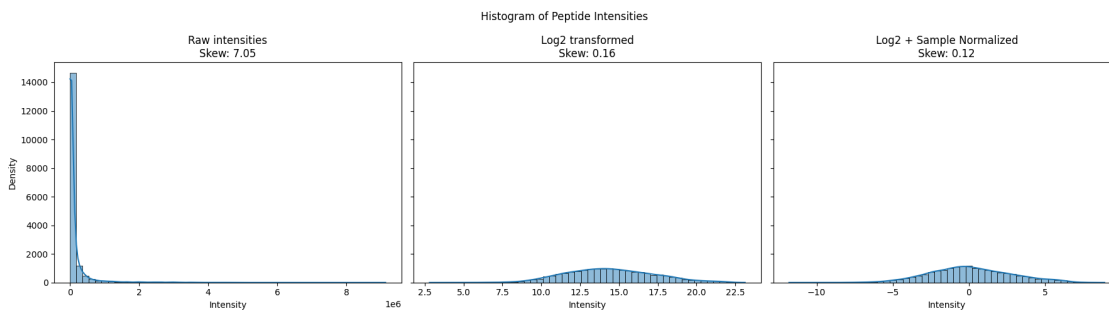 Histogram of Peptide Intensities
Raw intensities
Skew: 7.05
Density
14000
12000
10000
8000
6000
4000
2000
0
0 2 4 6 8
1e6
Intensity
Log2 transformed
Skew: 0.16
2.5 5.0 7.5 10.0 12.5 15.0 17.5 20.0 22.5
Intensity
Log2 + Sample Normalized
Skew: 0.12
−10 −5 0 5
Intensity